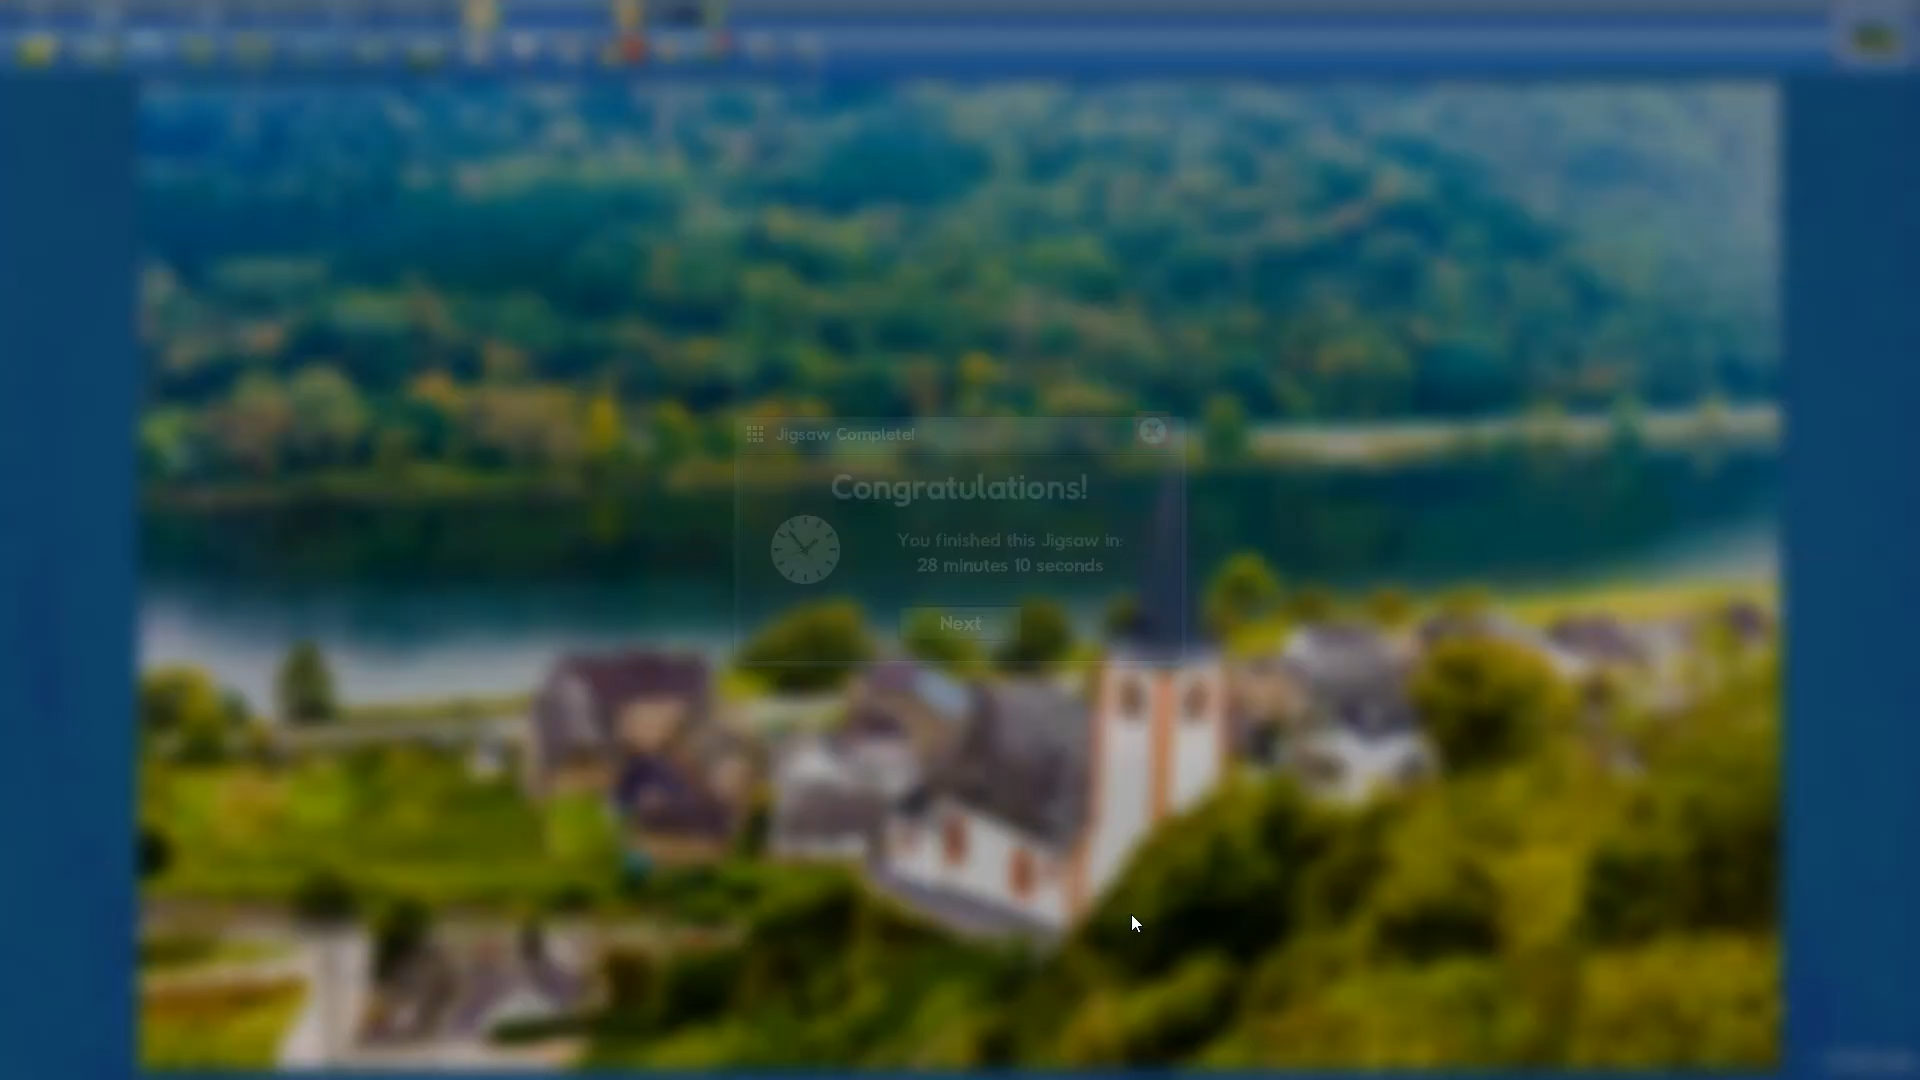 Jigsaw Complete!
Congratulations!
You finished this Jigsaw in:
28 minutes 10 seconds
Next